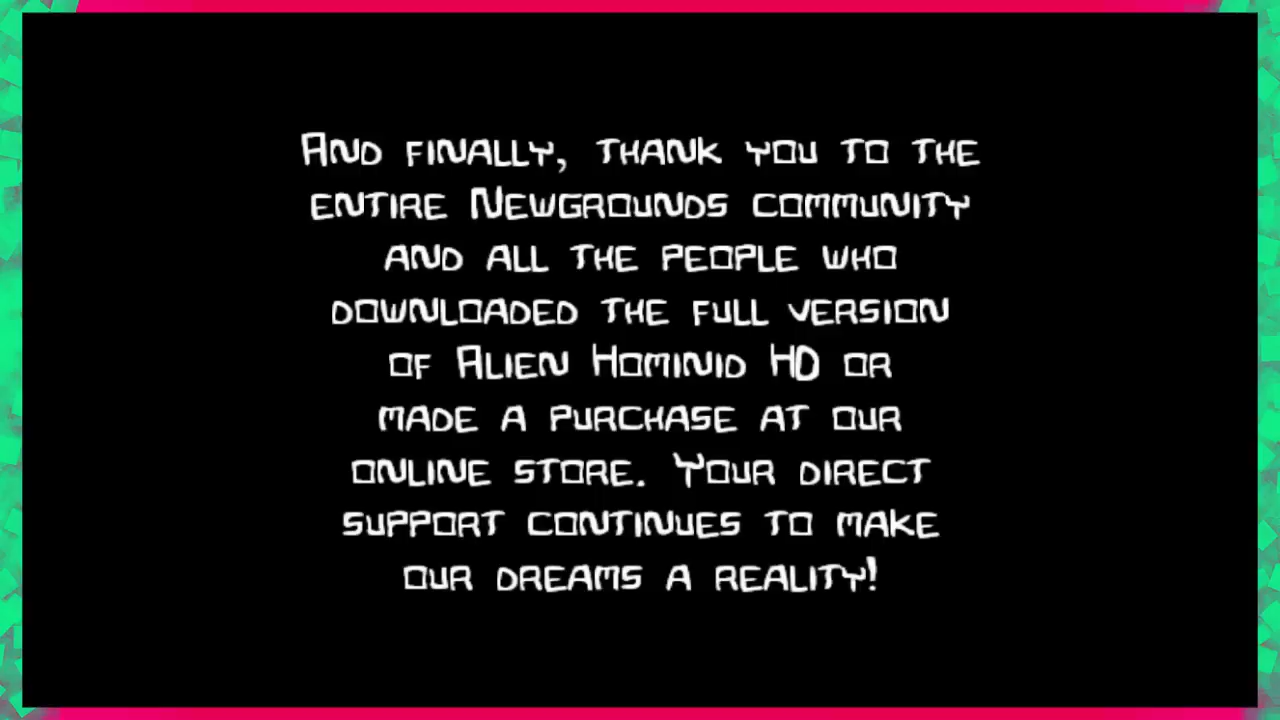 And finally, thank you to the
entire Newgrounds community
and all the people who
downloaded the full version
of Alien Hominid HD or
made a purchase at our
online store. Your direct
support continues to make
our dreams a reality!